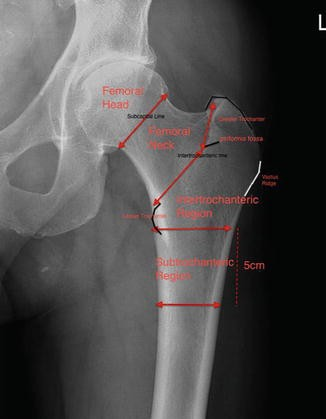 L
Femoral
Head
Subcapital Line
Greater Trochanter
Femoral
Neck
piriformis fossa
Intertrochanteric line
Vastus
Ridge
Intertrochanteric
Region
Lesser Trochanter
Subtrochanteric
Region
5cm